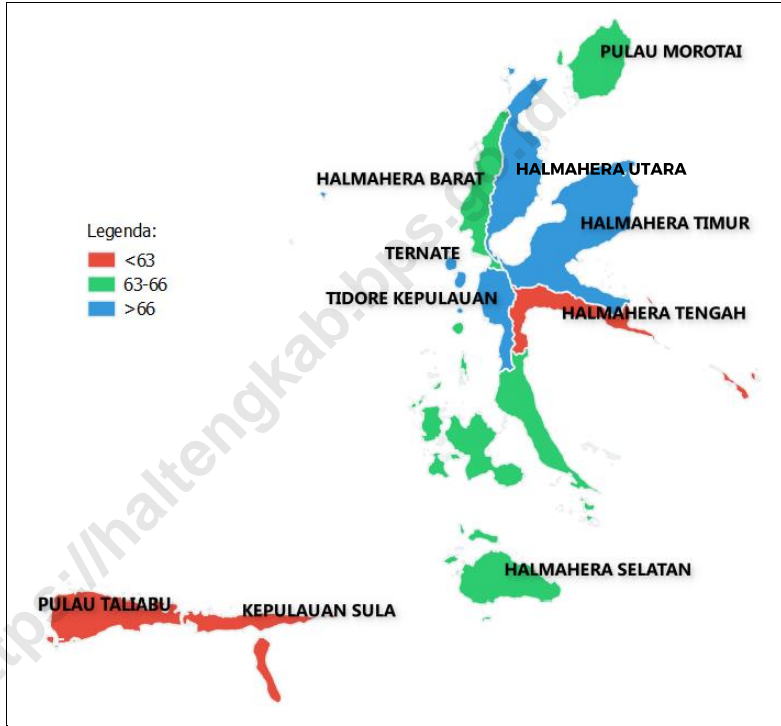 PULAU MOROTAI
HALMAHERA UTARA
HALMAHERA BARAT
HALMAHERA TIMUR
Legenda:
<63
63-66
>66
TERNATE
TIDORE KEPULAUAN
HALMAHERA TENGAH
HALMAHERA SELATAN
PULAU TALIABU
KEPULAUAN SULA
https://haltengkab.bps.go.id